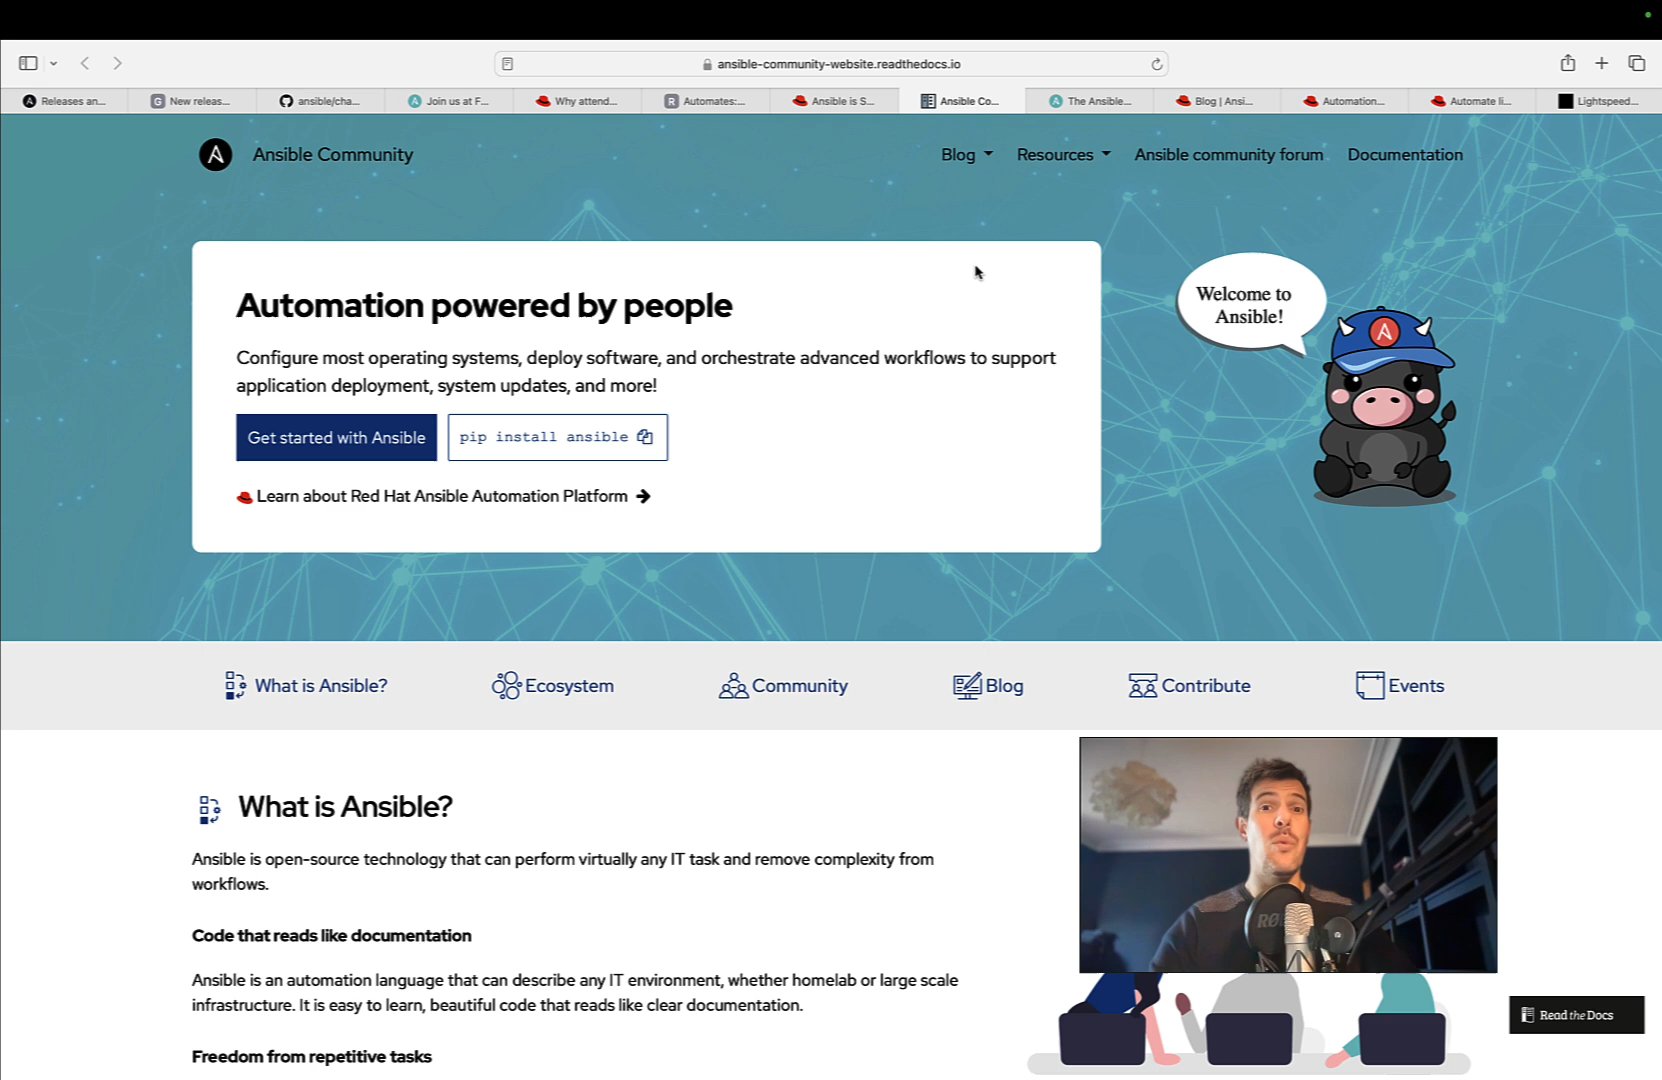 ansible-community-website.readthedocs.io
Releases an...
New releas...
ansible/cha...
Join us at F...
Why attend...
Automates:...
Ansible is S...
Ansible Co...
The Ansible...
Blog | Ansi...
Automation...
Automate li...
Lightspeed...
Ansible Community
Blog
Resources
Ansible community forum
Documentation
Automation powered by people
Configure most operating systems, deploy software, and orchestrate advanced workflows to support
application deployment, system updates, and more!
Get started with Ansible
pip install ansible
Learn about Red Hat Ansible Automation Platform
Welcome to
Ansible!
What is Ansible?
Ecosystem
Community
Blog
Contribute
Events
What is Ansible?
Ansible is open-source technology that can perform virtually any IT task and remove complexity from
workflows.
Code that reads like documentation
Ansible is an automation language that can describe any IT environment, whether homelab or large scale
infrastructure. It is easy to learn, beautiful code that reads like clear documentation.
Freedom from repetitive tasks
Read the Docs